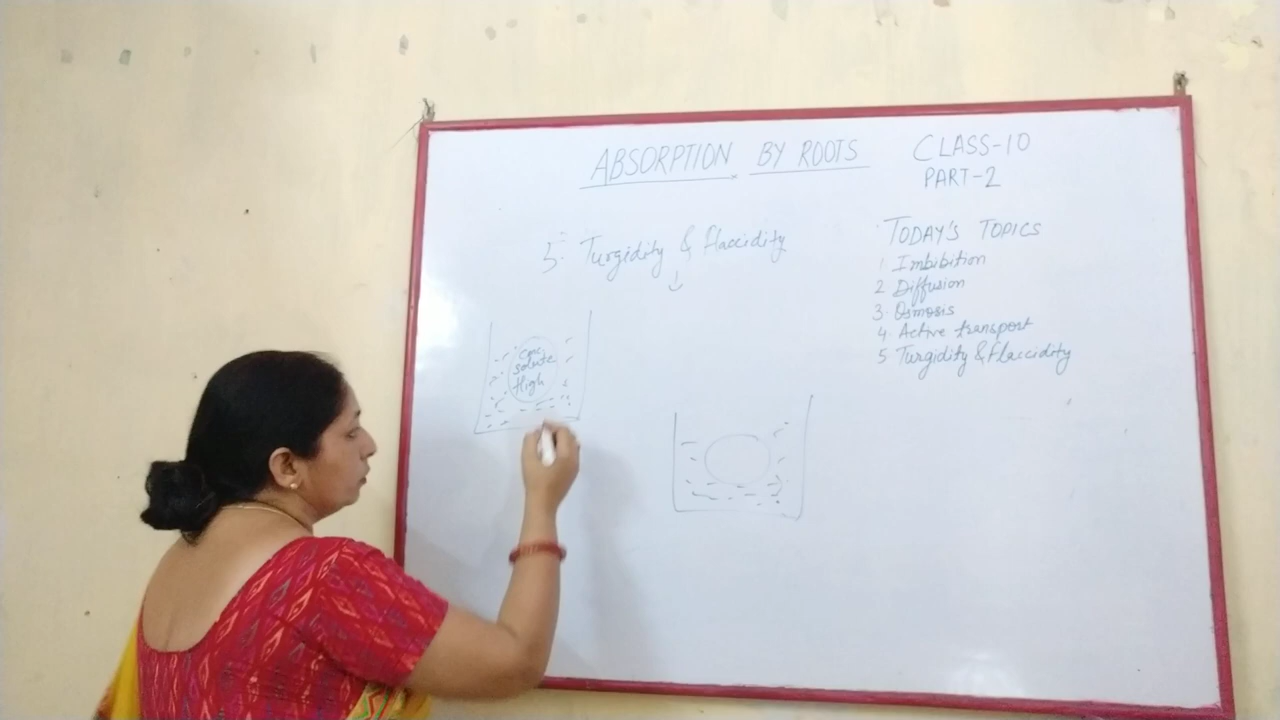 ABSORPTION BY ROOTS
CLASS-10
PART-2
5. Turgidity & flaccidity
TODAY'S TOPICS
1 Imbibition
2 Diffusion
3. Osmosis
4. Active transport
5 Turgidity & Flaccidity
Conc
Solute
High